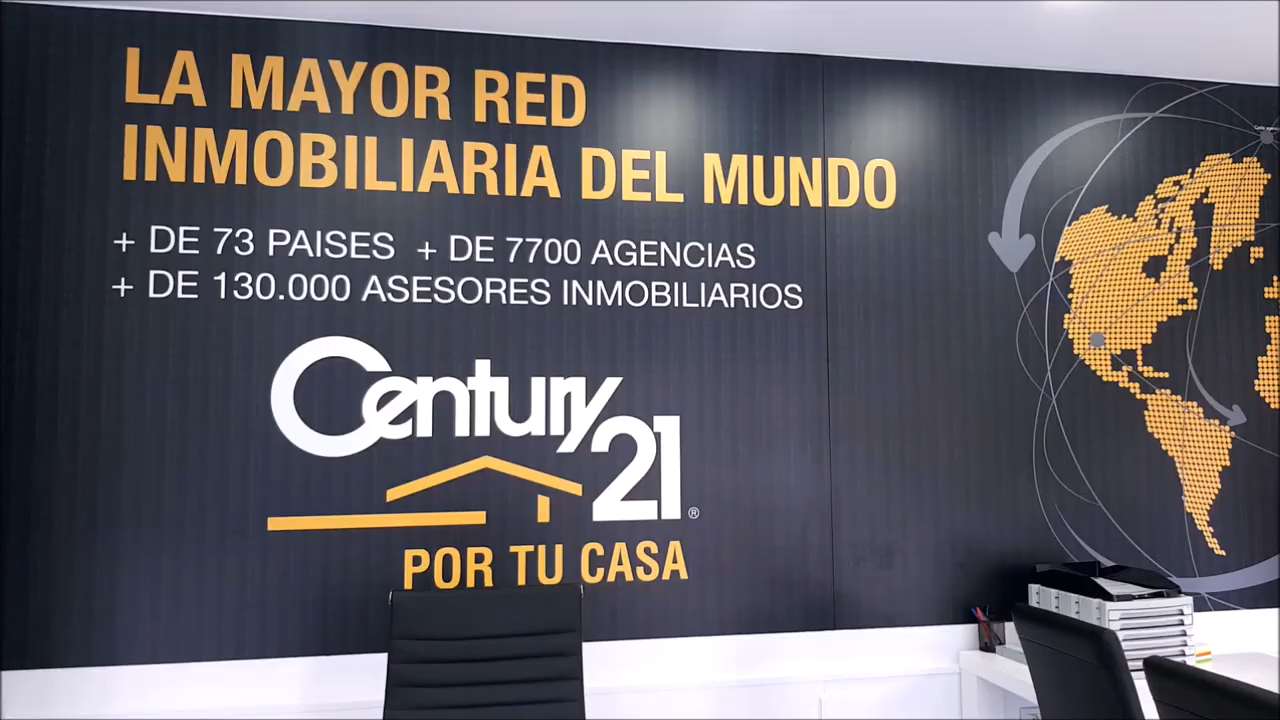 LA MAYOR RED
INMOBILIARIA DEL MUNDO
+ DE 73 PAISES + DE 7700 AGENCIAS
+ DE 130.000 ASESORES INMOBILIARIOS
Century
21®
POR TU CASA